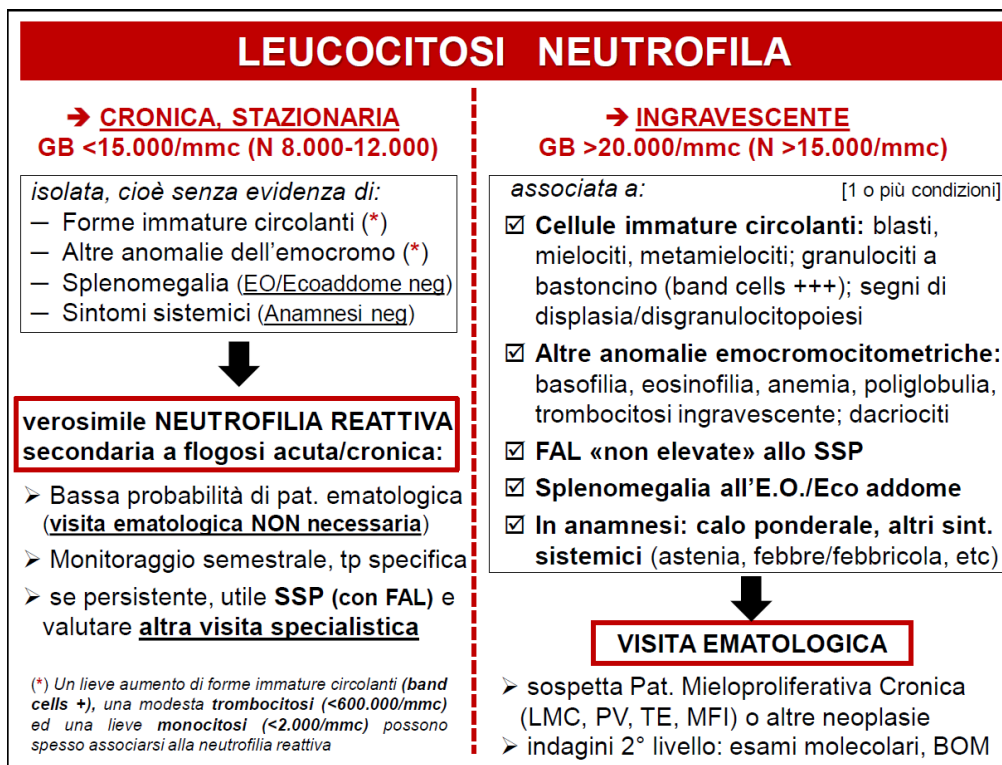 LEUCOCITOSI NEUTROFILA
➔ CRONICA, STAZIONARIA
GB <15.000/mmc (N 8.000-12.000)
isolata, cioè senza evidenza di:
— Forme immature circolanti (*)
— Altre anomalie dell'emocromo (*)
— Splenomegalia (EO/Ecoaddome neg)
— Sintomi sistemici (Anamnesi neg)
verosimile NEUTROFILIA REATTIVA
secondaria a flogosi acuta/cronica:
➢ Bassa probabilità di pat. ematologica
(visita ematologica NON necessaria)
➢ Monitoraggio semestrale, tp specifica
➢ se persistente, utile SSP (con FAL) e
valutare altra visita specialistica
(*) Un lieve aumento di forme immature circolanti (band
cells +), una modesta trombocitosi (<600.000/mmc)
ed una lieve monocitosi (<2.000/mmc) possono
spesso associarsi alla neutrofilia reattiva
➔ INGRAVESCENTE
GB >20.000/mmc (N >15.000/mmc)
associata a: [1 o più condizioni]
☑ Cellule immature circolanti: blasti,
mielociti, metamielociti; granulociti a
bastoncino (band cells +++); segni di
displasia/disgranulocitopoiesi
☑ Altre anomalie emocromocitometriche:
basofilia, eosinofilia, anemia, poliglobulia,
trombocitosi ingravescente; dacriociti
☑ FAL «non elevate» allo SSP
☑ Splenomegalia all'E.O./Eco addome
☑ In anamnesi: calo ponderale, altri sint.
sistemici (astenia, febbre/febbricola, etc)
VISITA EMATOLOGICA
➢ sospetta Pat. Mieloproliferativa Cronica
(LMC, PV, TE, MFI) o altre neoplasie
➢ indagini 2° livello: esami molecolari, BOM